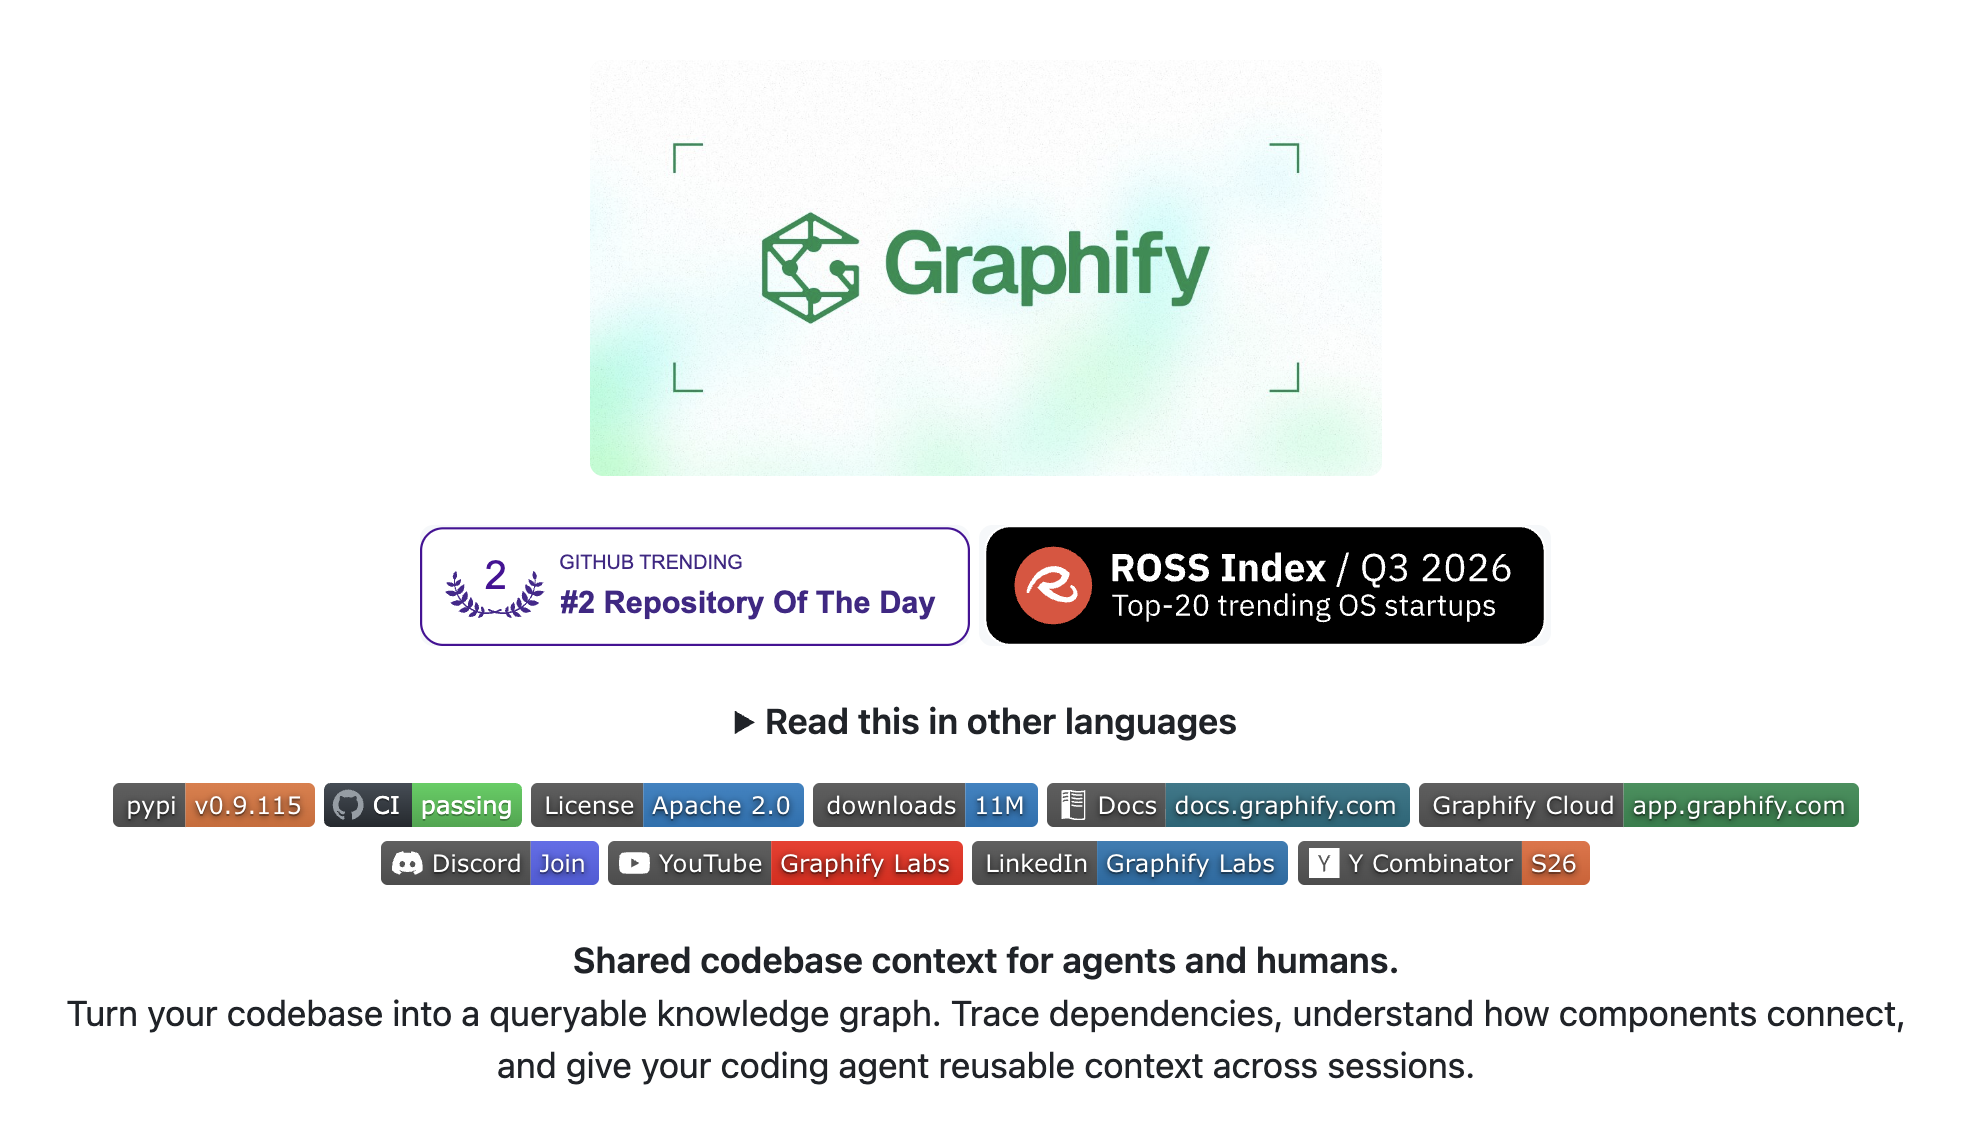 Graphify
2
GITHUB TRENDING
#2 Repository Of The Day
ROSS Index / Q3 2026
Top-20 trending OS startups
Read this in other languages
pypi v0.9.115
CI passing
License Apache 2.0
downloads 11M
Docs docs.graphify.com
Graphify Cloud app.graphify.com
Discord Join
YouTube Graphify Labs
LinkedIn Graphify Labs
Y Y Combinator S26
Shared codebase context for agents and humans.
Turn your codebase into a queryable knowledge graph. Trace dependencies, understand how components connect,
and give your coding agent reusable context across sessions.